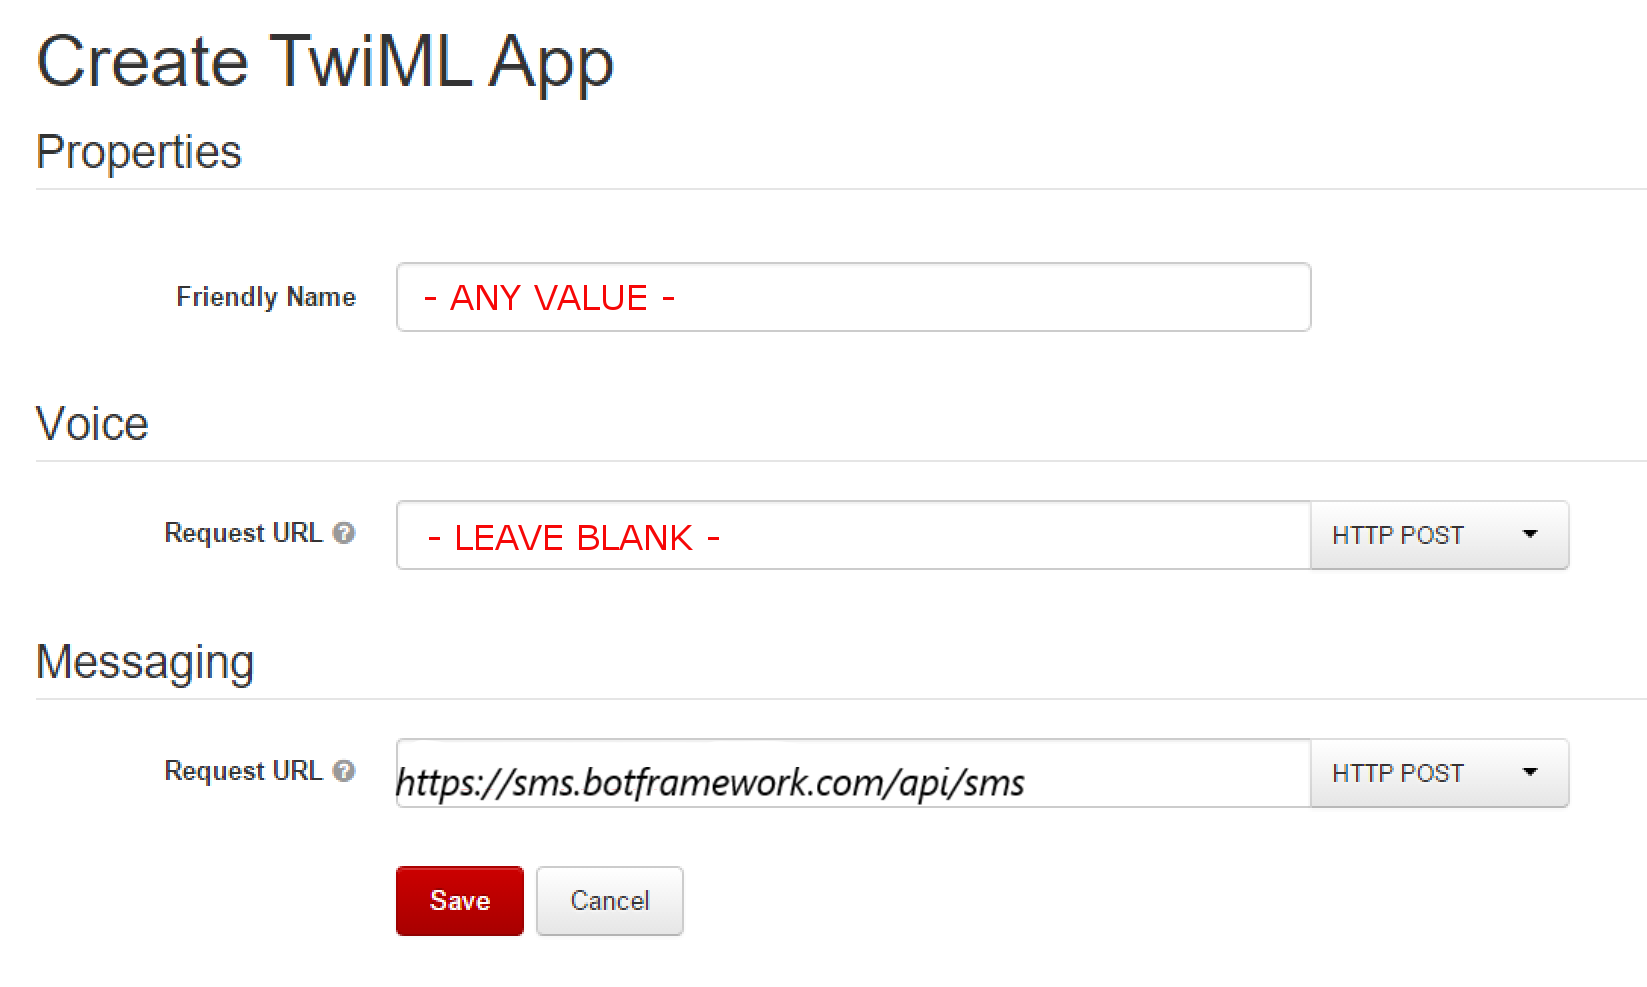 Create TwiML App
Properties
Friendly Name - ANY VALUE -
Voice
Request URL ? - LEAVE BLANK - HTTP POST
Messaging
Request URL ? https://sms.botframework.com/api/sms HTTP POST
Save Cancel